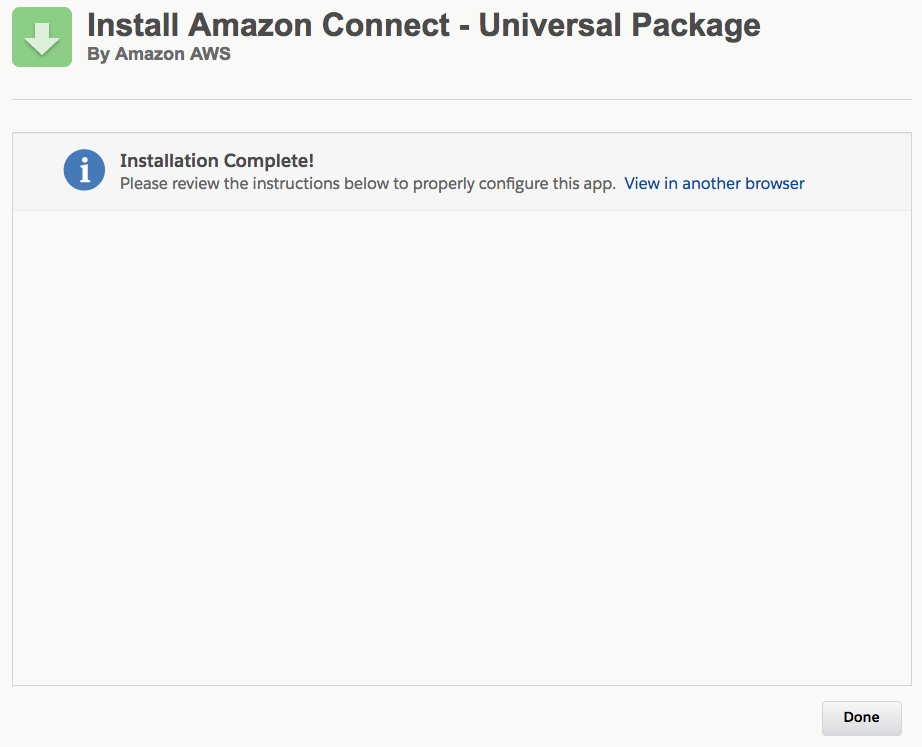 Install Amazon Connect - Universal Package
By Amazon AWS
Installation Complete!
Please review the instructions below to properly configure this app. View in another browser
Done